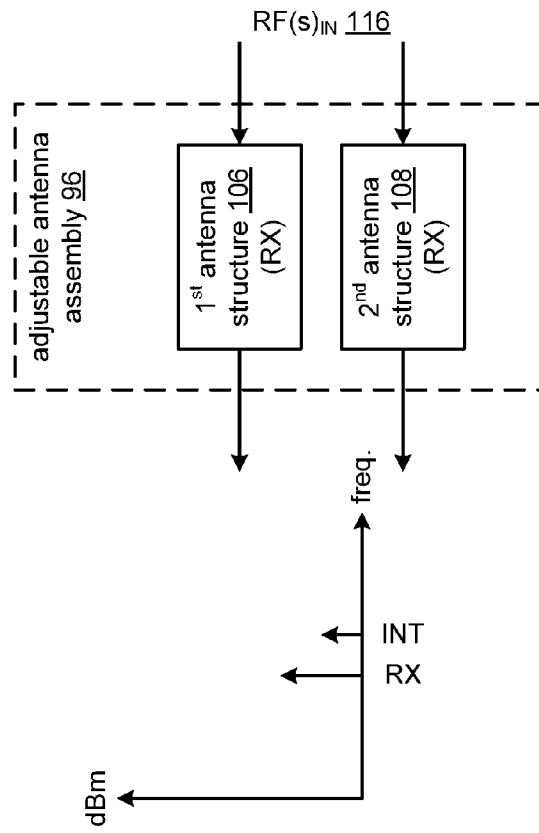 RF(s)IN 116
adjustable antenna
assembly 96
1st antenna
structure 106
(RX)
2nd antenna
structure 108
(RX)
dBm
freq.
RX
INT